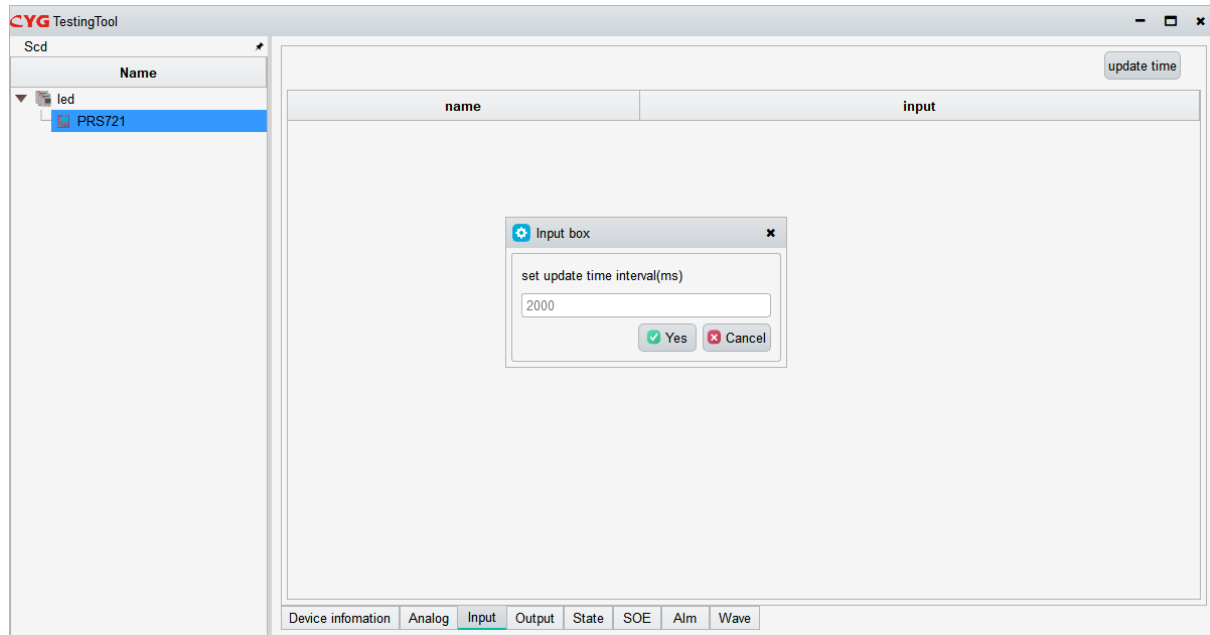 CYG TestingTool
Scd
Name
led
PRS721
update time
name input
Input box
set update time interval(ms)
2000
Yes Cancel
Device infomation Analog Input Output State SOE Alm Wave